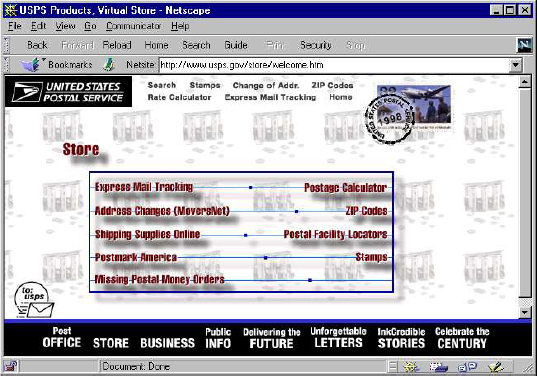 USPS Products, Virtual Store - Netscape
File Edit View Go Communicator Help
Back Forward Reload Home Search Guide Print Security Stop
Bookmarks Netsite: http://www.usps.gov/store/welcome.htm
UNITED STATES POSTAL SERVICE
Search Stamps Change of Addr. ZIP Codes
Rate Calculator Express Mail Tracking Home
UNITED STATES POSTAL
1998
Store
Express Mail Tracking Postage Calculator
Address Changes (MoversNet) ZIP Codes
Shipping Supplies Online Postal Facility Locators
Postmark America Stamps
Missing Postal Money Orders
to:
usps
Post OFFICE STORE BUSINESS Public INFO Delivering the FUTURE Unforgettable LETTERS InkCredible STORIES Celebrate the CENTURY
Document: Done